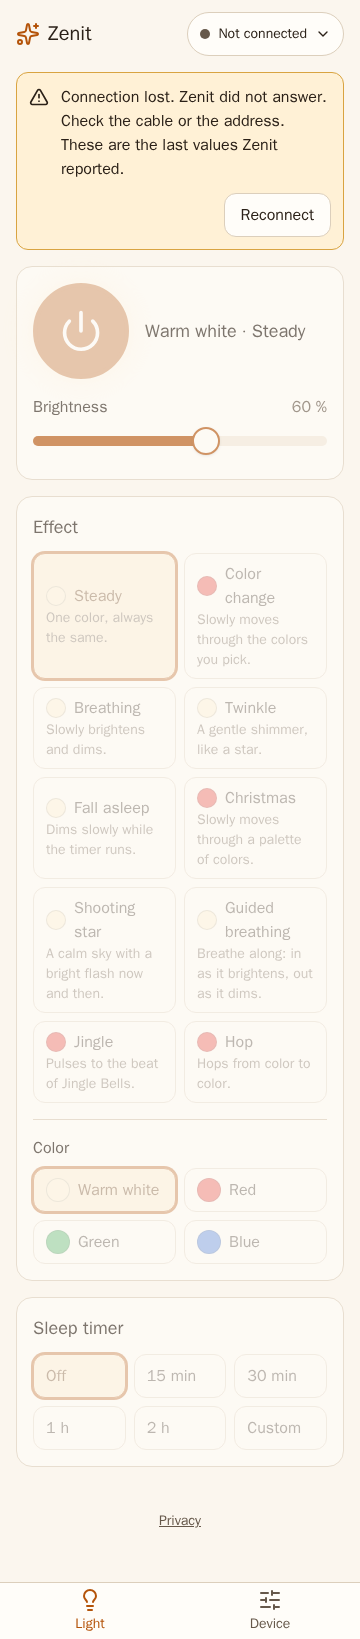 Zenit
Not connected
Connection lost. Zenit did not answer.
Check the cable or the address.
These are the last values Zenit
reported.
Reconnect
Warm white · Steady
Brightness
60 %
Effect
Steady
One color, always
the same.
Color
change
Slowly moves
through the colors
you pick.
Breathing
Slowly brightens
and dims.
Twinkle
A gentle shimmer,
like a star.
Fall asleep
Dims slowly while
the timer runs.
Christmas
Slowly moves
through a palette
of colors.
Shooting
star
A calm sky with a
bright flash now
and then.
Guided
breathing
Breathe along: in
as it brightens, out
as it dims.
Jingle
Pulses to the beat
of Jingle Bells.
Hop
Hops from color to
color.
Color
Warm white
Red
Green
Blue
Sleep timer
Off
15 min
30 min
1 h
2 h
Custom
Privacy
Light
Device